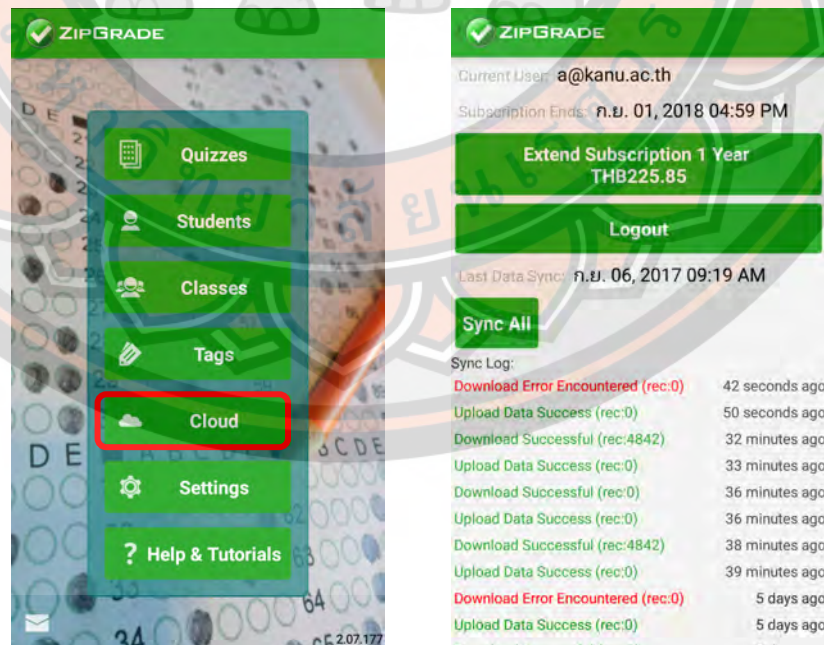 ZIPGRADE
Quizzes
Students
Classes
Tags
Cloud
Settings
? Help & Tutorials
D E
D E
A B C D E
B C D E
64
34
2.07.177
ZIPGRADE
Current User: a@kanu.ac.th
Subscription Ends: ก.ย. 01, 2018 04:59 PM
Extend Subscription 1 Year
THB225.85
Logout
Last Data Sync: ก.ย. 06, 2017 09:19 AM
Sync All
Sync Log:
Download Error Encountered (rec:0) 42 seconds ago
Upload Data Success (rec:0) 50 seconds ago
Download Successful (rec:4842) 32 minutes ago
Upload Data Success (rec:0) 33 minutes ago
Download Successful (rec:0) 36 minutes ago
Upload Data Success (rec:0) 36 minutes ago
Download Successful (rec:4842) 38 minutes ago
Upload Data Success (rec:0) 39 minutes ago
Download Error Encountered (rec:0) 5 days ago
Upload Data Success (rec:0) 5 days ago